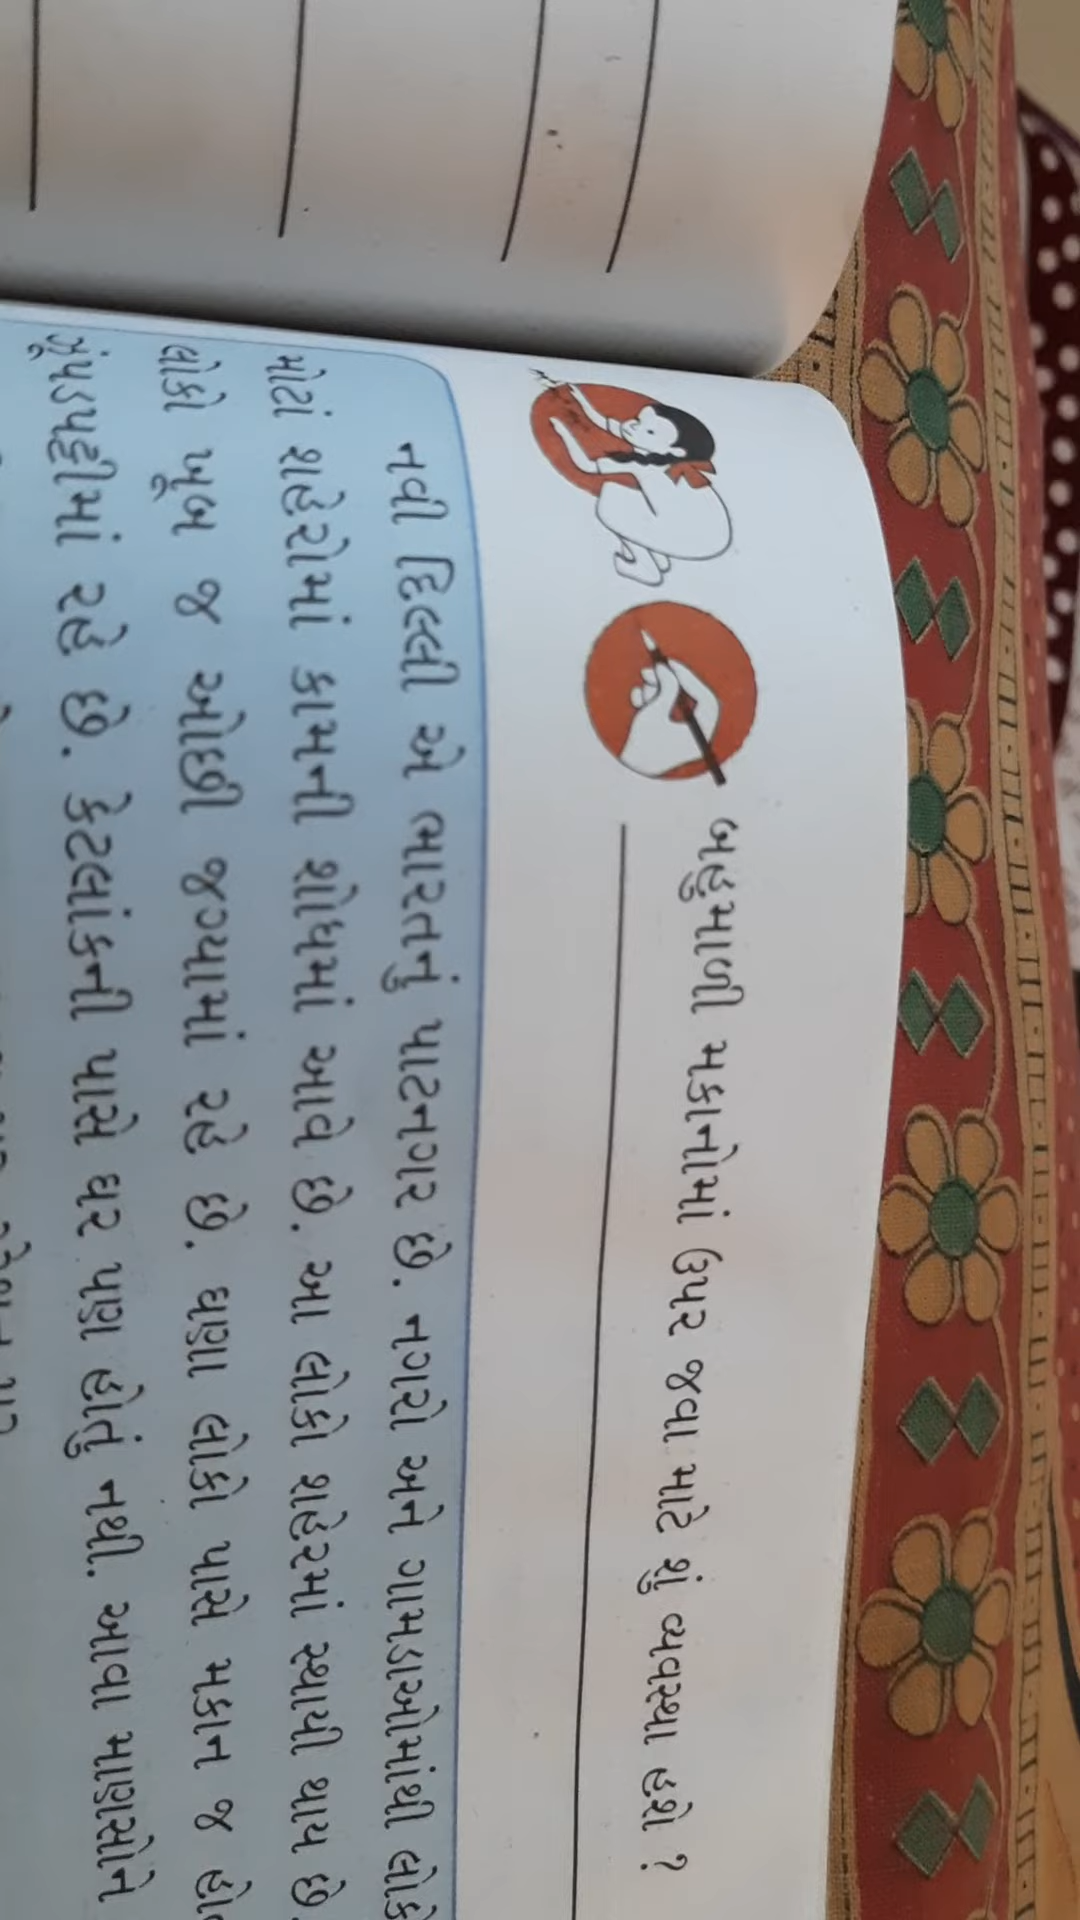 બહુમાળી મકાનોમાં ઉપર જવા માટે શું વ્યવસ્થા હશે ?
નવી દિલ્લી એ ભારતનું પાટનગર છે. નગરો અને ગામડાઓમાંથી
મોટાં શહેરોમાં કામની શોધમાં આવે છે. આ લોકો શહેરમાં સ્થાયી થાય છે.
લોકો ખૂબ જ ઓછી જગ્યામાં રહે છે. ઘણા લોકો પાસે મકાન જ
ઝૂંપડપટ્ટીમાં રહે છે. કેટલાંકની પાસે ઘર પણ હોતું નથી. આવા માણસોને